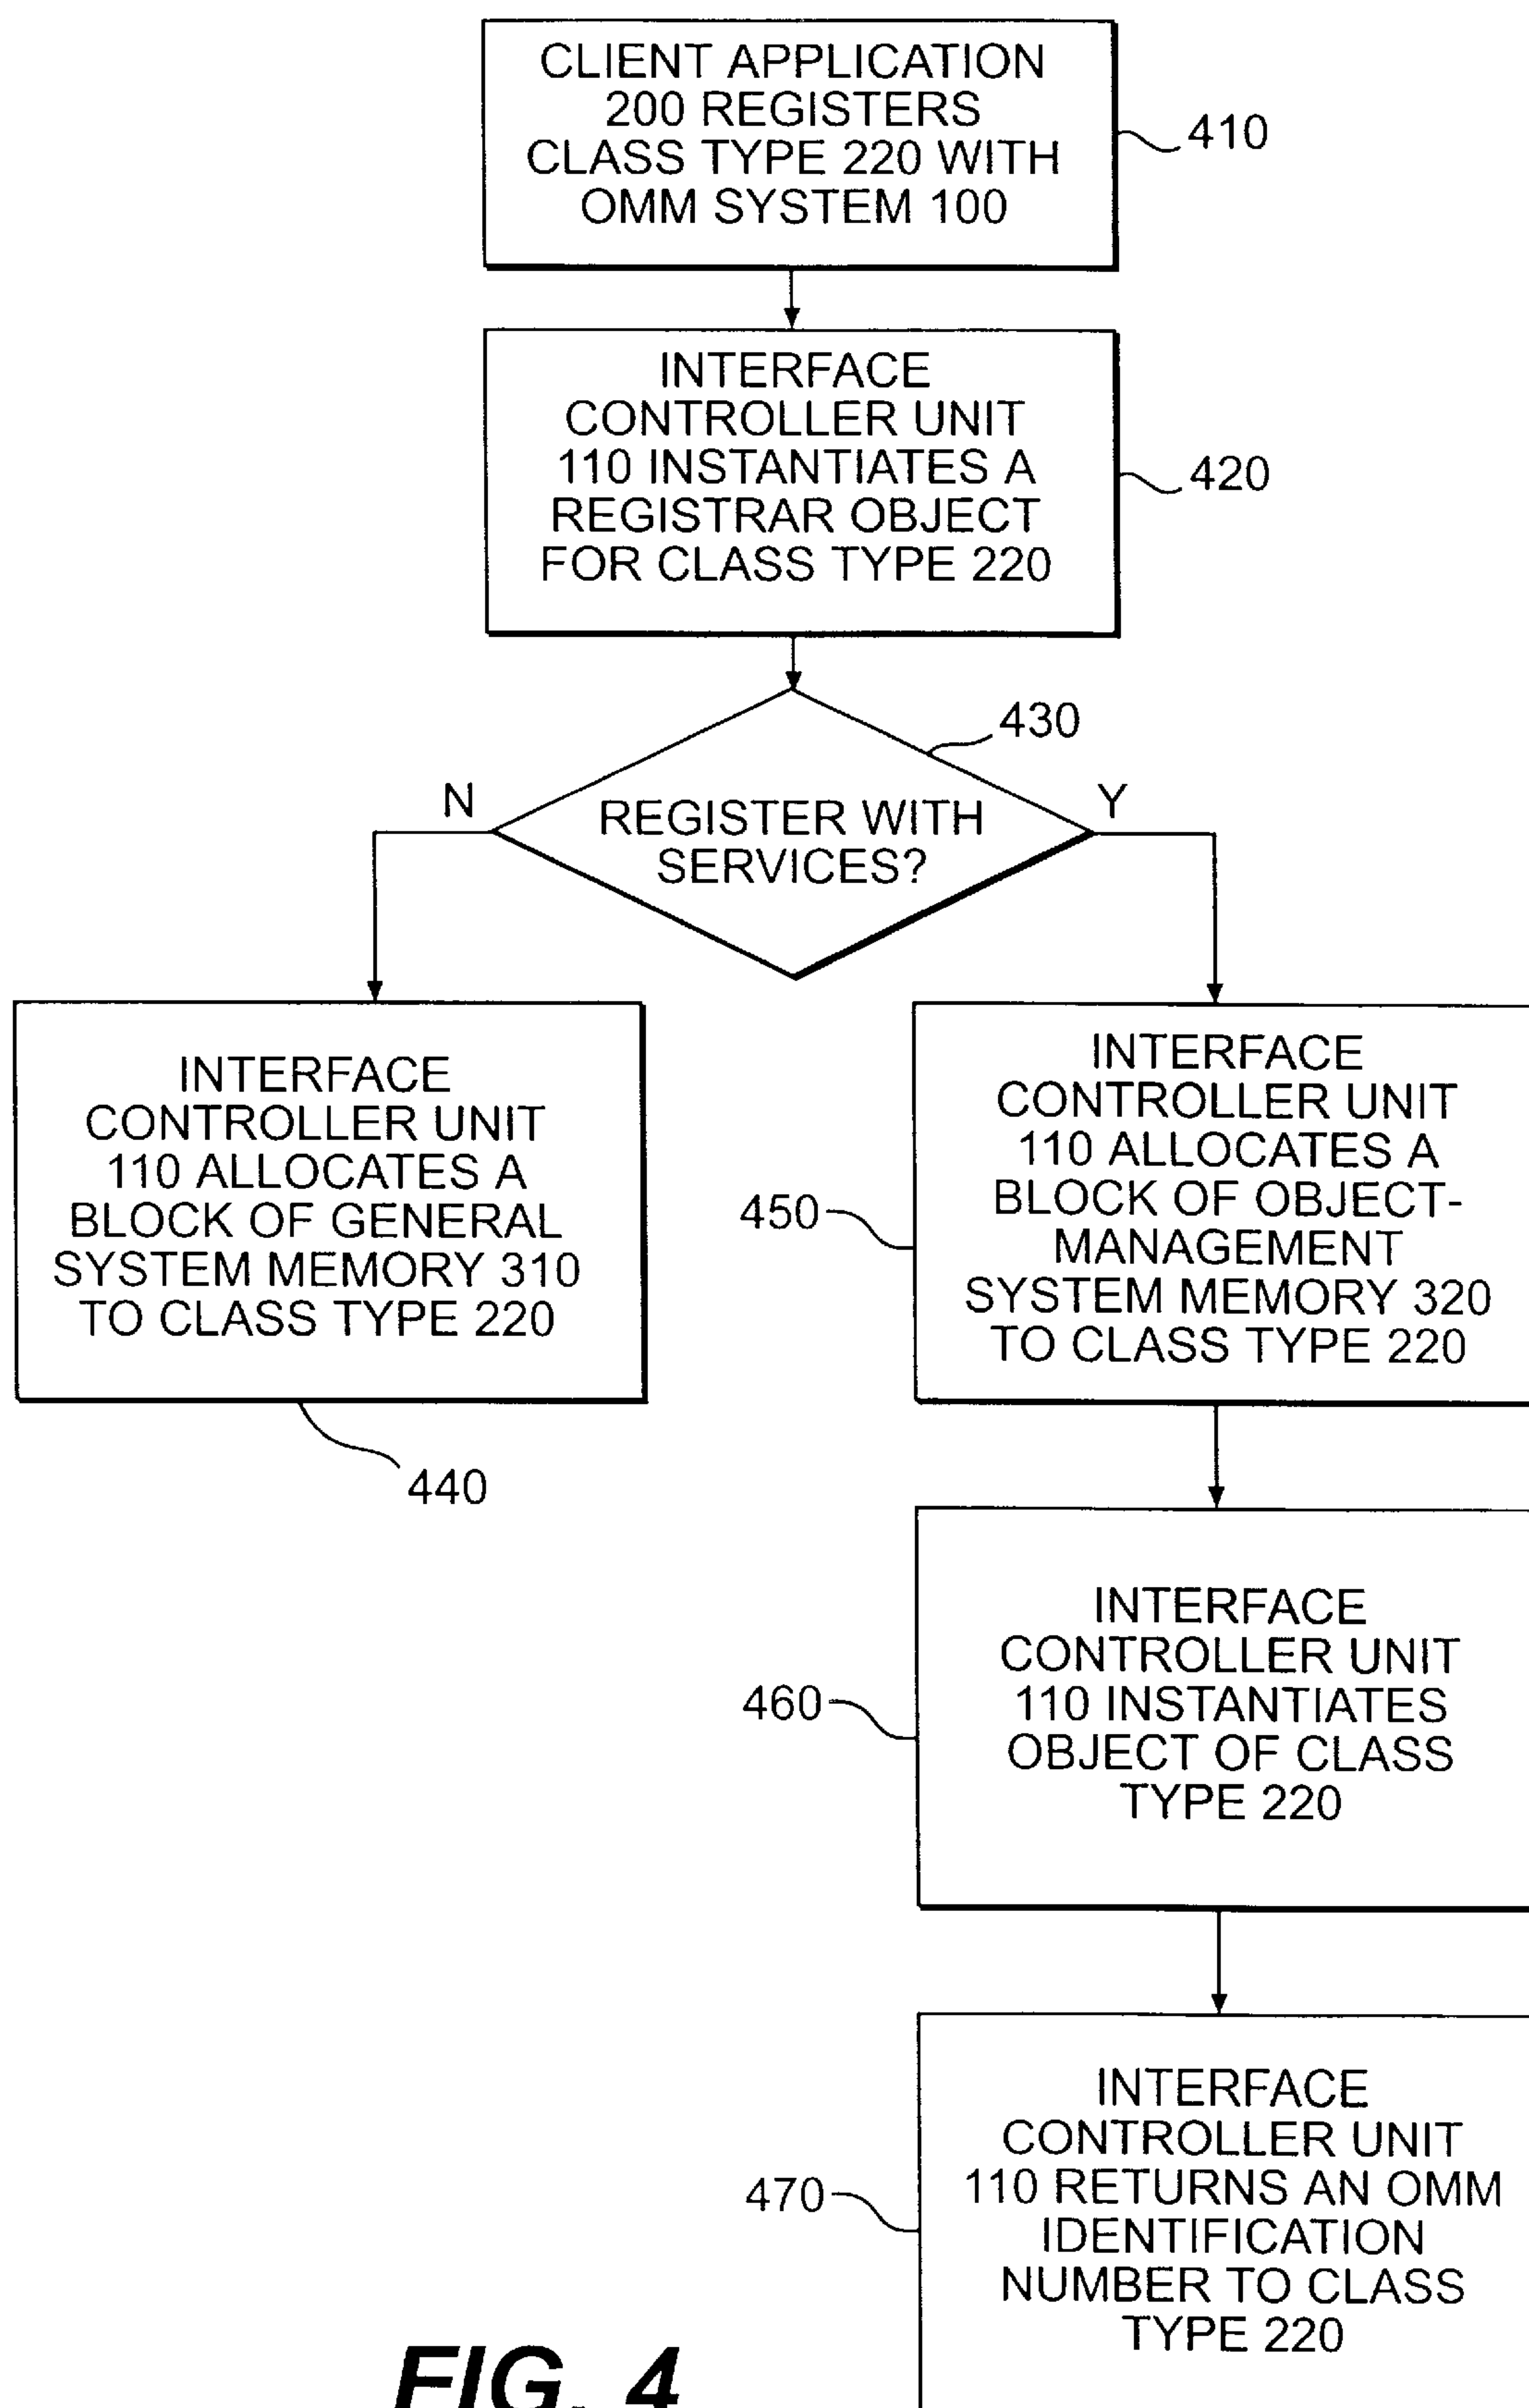 CLIENT APPLICATION
200 REGISTERS
CLASS TYPE 220 WITH
OMM SYSTEM 100
410
INTERFACE
CONTROLLER UNIT
110 INSTANTIATES A
REGISTRAR OBJECT
FOR CLASS TYPE 220
420
430
N
Y
REGISTER WITH
SERVICES?
INTERFACE
CONTROLLER UNIT
110 ALLOCATES A
BLOCK OF GENERAL
SYSTEM MEMORY 310
TO CLASS TYPE 220
440
INTERFACE
CONTROLLER UNIT
110 ALLOCATES A
BLOCK OF OBJECT-
MANAGEMENT
SYSTEM MEMORY 320
TO CLASS TYPE 220
450
INTERFACE
CONTROLLER UNIT
110 INSTANTIATES
OBJECT OF CLASS
TYPE 220
460
INTERFACE
CONTROLLER UNIT
110 RETURNS AN OMM
IDENTIFICATION
NUMBER TO CLASS
TYPE 220
470
FIG. 4